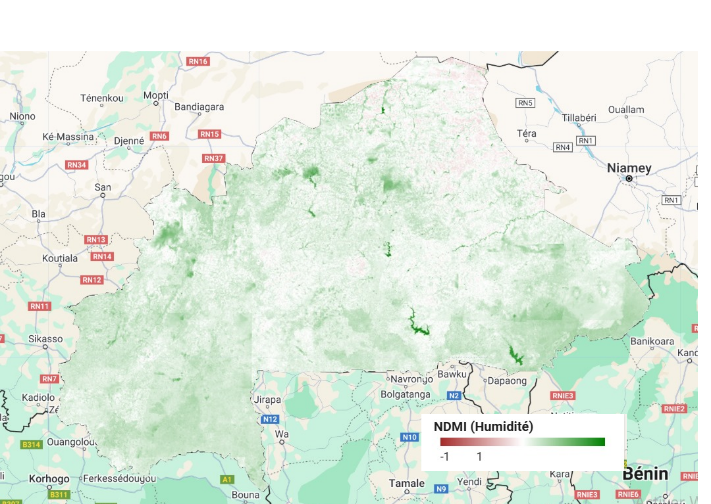 RN16
Ténenkou
Mopti
Bandiagara
RN5
Ouallam
Tillabéri
Niono
Ké-Massina
Djenné
RN6
RN15
Téra
RN4
RN1
RN34
RN37
Niamey
San
RN1
Bla
RN13
RN14
Koutiala
RN12
RN11
Sikasso
Banikoara
RN7
Navrongo
Bawku
Dapaong
Kadiolo
Jirapa
Bolgatanga
N2
RNIE3
RNIE2
N12
NDMI (Humidité)
B314
Ouangolou
Wa
N10
-1
1
Korhogo
Ferkessédougou
A1
Tamale
Yendi
Kara
Bénin
B311
Bouna
N9
RNIE3
RNIE6